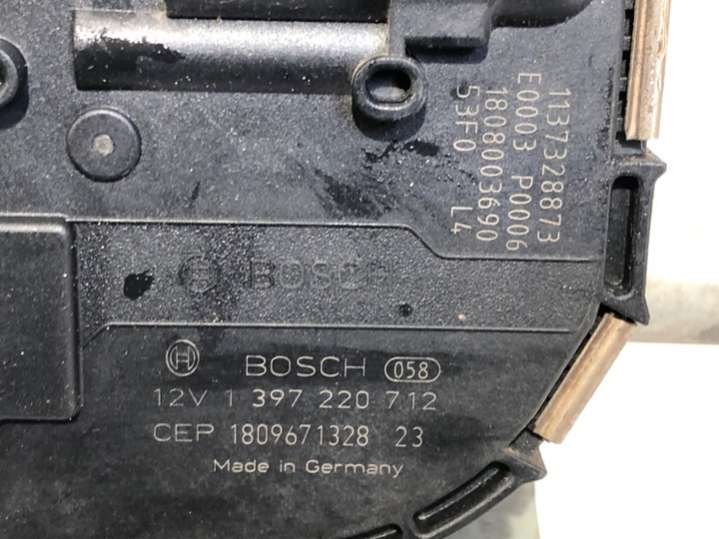 1137328873
E0003 P0006
1808003690
53F0 L4
BOSCH
BOSCH 058
12V 1 397 220 712
CEP 1809671328 23
Made in Germany